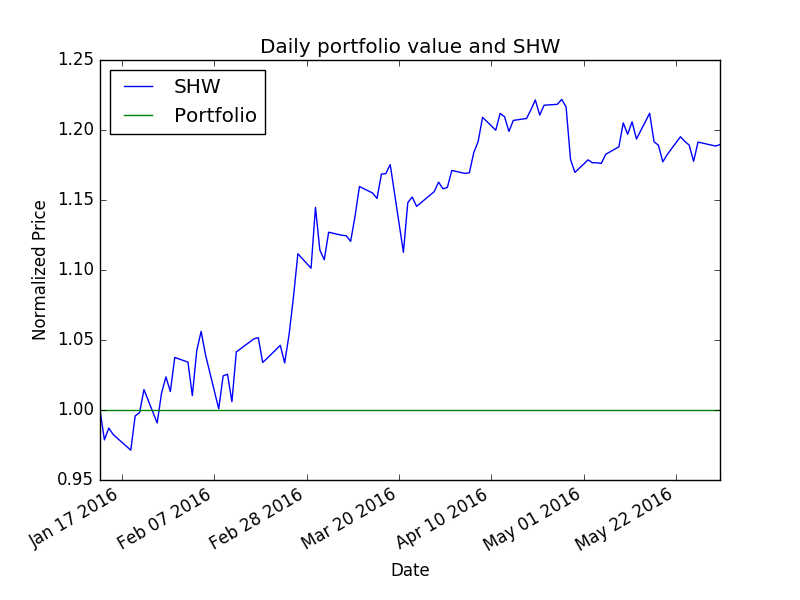 Daily portfolio value and SHW
SHW
Portfolio
1.25
1.20
1.15
1.10
1.05
1.00
0.95
Normalized Price
Jan 17 2016
Feb 07 2016
Feb 28 2016
Mar 20 2016
Apr 10 2016
May 01 2016
May 22 2016
Date